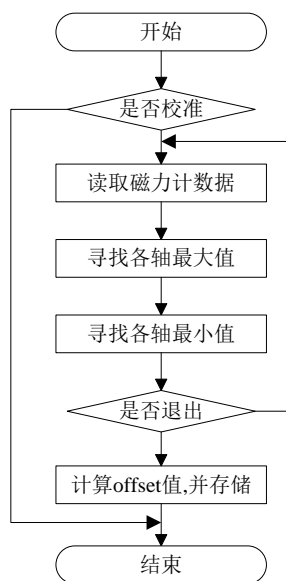 开始
是否校准
读取磁力计数据
寻找各轴最大值
寻找各轴最小值
是否退出
计算offset值,并存储
结束